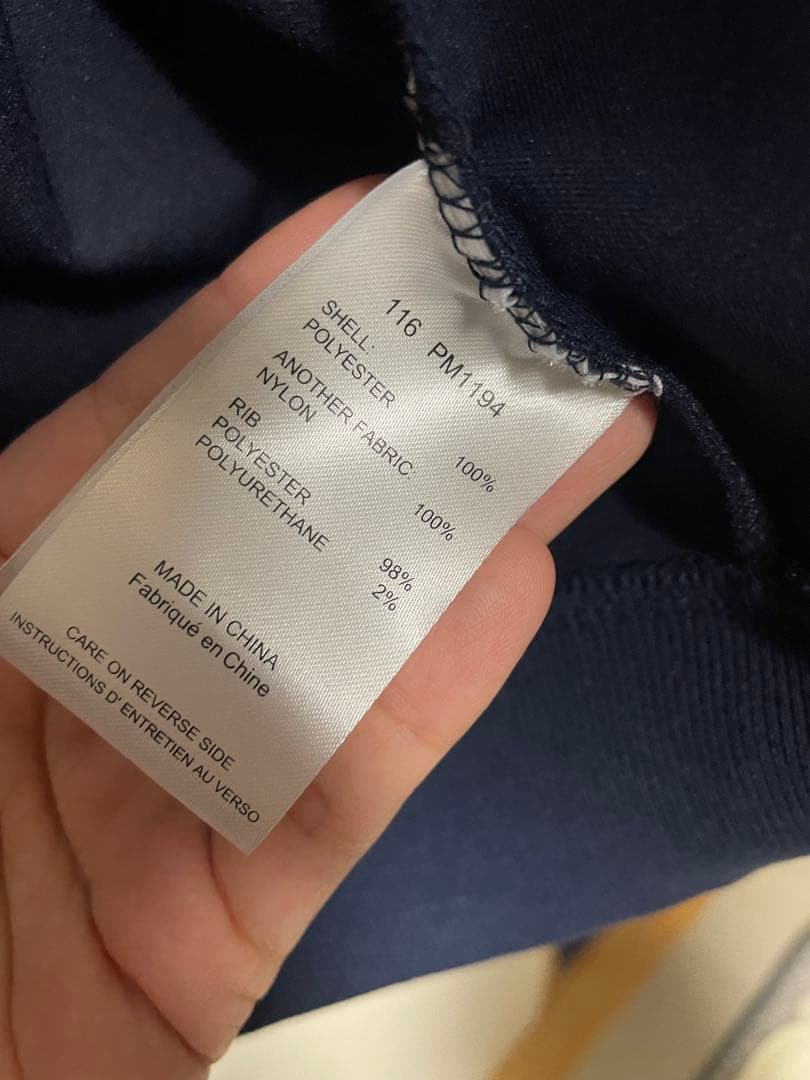 116 PM1194
SHELL:
POLYESTER 100%
ANOTHER FABRIC.
NYLON 100%
RIB
POLYESTER 98%
POLYURETHANE 2%
MADE IN CHINA
Fabriqué en Chine
CARE ON REVERSE SIDE
INSTRUCTIONS D' ENTRETIEN AU VERSO